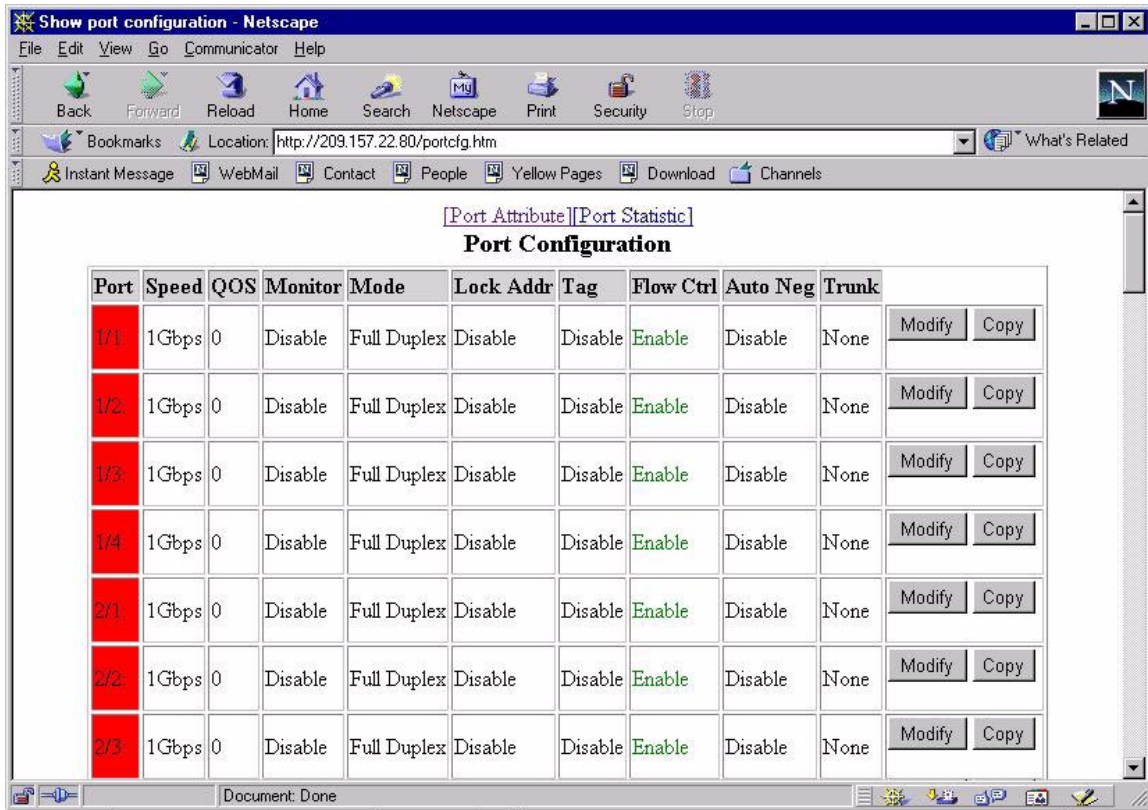 Show port configuration - Netscape
File Edit View Go Communicator Help
Back Forward Reload Home Search Netscape Print Security Stop
My
N
Bookmarks Location: http://209.157.22.80/portcfg.htm What's Related
Instant Message WebMail Contact People Yellow Pages Download Channels
[Port Attribute][Port Statistic]
Port Configuration
Port Speed QOS Monitor Mode Lock Addr Tag Flow Ctrl Auto Neg Trunk
1/1: 1Gbps 0 Disable Full Duplex Disable Disable Enable Disable None Modify Copy
1/2: 1Gbps 0 Disable Full Duplex Disable Disable Enable Disable None Modify Copy
1/3: 1Gbps 0 Disable Full Duplex Disable Disable Enable Disable None Modify Copy
1/4: 1Gbps 0 Disable Full Duplex Disable Disable Enable Disable None Modify Copy
2/1: 1Gbps 0 Disable Full Duplex Disable Disable Enable Disable None Modify Copy
2/2: 1Gbps 0 Disable Full Duplex Disable Disable Enable Disable None Modify Copy
2/3: 1Gbps 0 Disable Full Duplex Disable Disable Enable Disable None Modify Copy
Document: Done